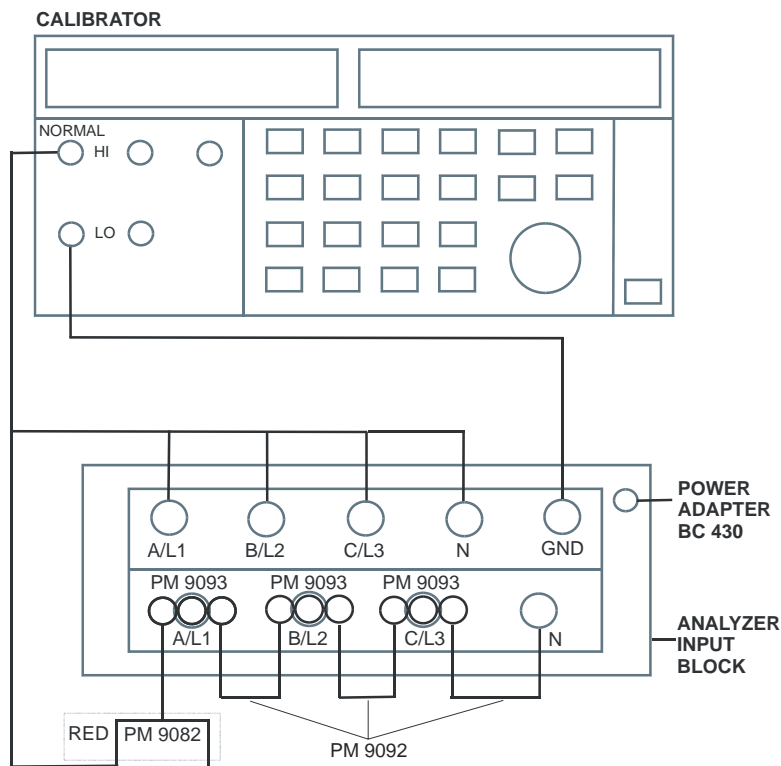 CALIBRATOR
NORMAL
HI
LO
POWER
ADAPTER
BC 430
A/L1 B/L2 C/L3 N GND
PM 9093 PM 9093 PM 9093
A/L1 B/L2 C/L3 N
ANALYZER
INPUT
BLOCK
RED PM 9082
PM 9092